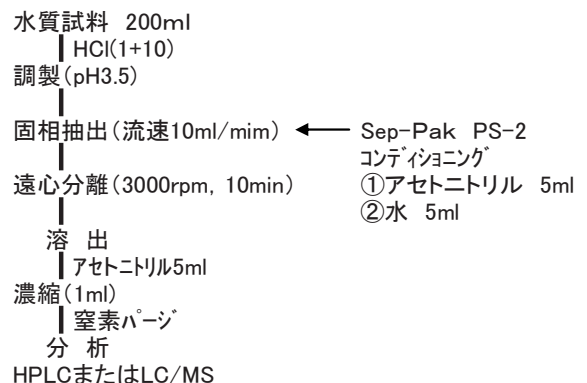 水質試料 200ml
HCl(1+10)
調製(pH3.5)
固相抽出(流速10ml/mim)
Sep-Pak PS-2
コンディショニング
①アセトニトリル 5ml
②水 5ml
遠心分離(3000rpm, 10min)
溶 出
アセトニトリル5ml
濃縮(1ml)
窒素パージ
分 析
HPLCまたはLC/MS